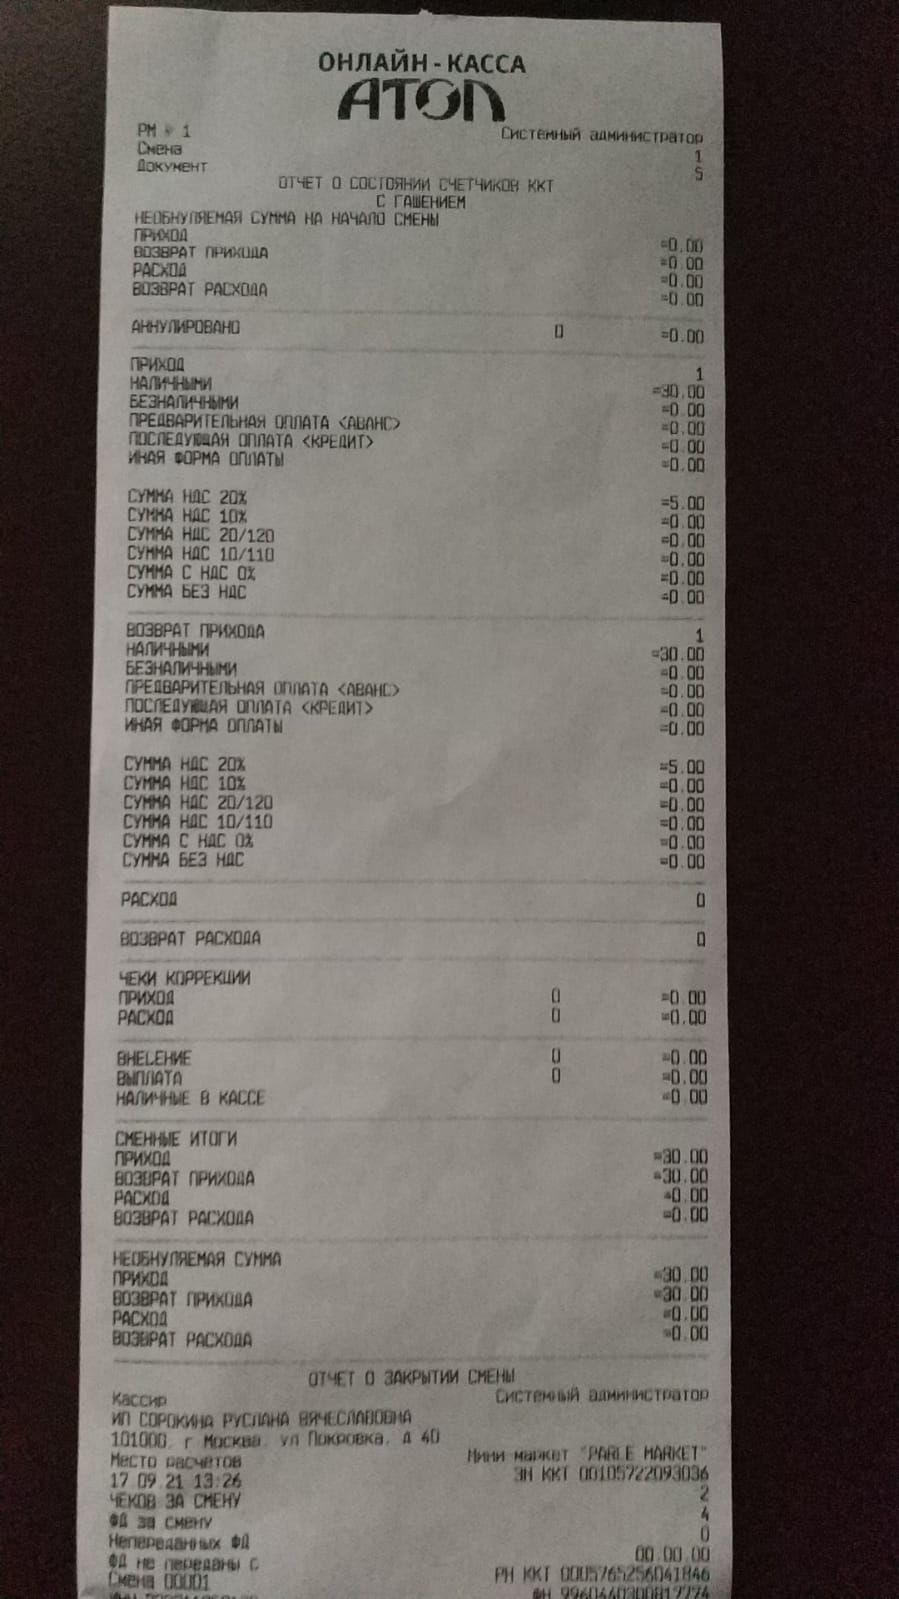 ОНЛАЙН-КАССА
АТОЛ
РМ 1 Системный администратор
Смена 1
Документ 5
ОТЧЕТ О СОСТОЯНИИ СЧЕТЧИКОВ ККТ
С ГАШЕНИЕМ
НЕОБНУЛЯЕМАЯ СУММА НА НАЧАЛО СМЕНЫ
ПРИХОД =0.00
ВОЗВРАТ ПРИХОДА =0.00
РАСХОД =0.00
ВОЗВРАТ РАСХОДА =0.00
АННУЛИРОВАНО 0 =0.00
ПРИХОД 1
НАЛИЧНЫМИ =30.00
БЕЗНАЛИЧНЫМИ =0.00
ПРЕДВАРИТЕЛЬНАЯ ОПЛАТА <АВАНС> =0.00
ПОСЛЕДУЮЩАЯ ОПЛАТА <КРЕДИТ> =0.00
ИНАЯ ФОРМА ОПЛАТЫ =0.00
СУММА НДС 20% =5.00
СУММА НДС 10% =0.00
СУММА НДС 20/120 =0.00
СУММА НДС 10/110 =0.00
СУММА С НДС 0% =0.00
СУММА БЕЗ НДС =0.00
ВОЗВРАТ ПРИХОДА 1
НАЛИЧНЫМИ =30.00
БЕЗНАЛИЧНЫМИ =0.00
ПРЕДВАРИТЕЛЬНАЯ ОПЛАТА <АВАНС> =0.00
ПОСЛЕДУЮЩАЯ ОПЛАТА <КРЕДИТ> =0.00
ИНАЯ ФОРМА ОПЛАТЫ =0.00
СУММА НДС 20% =5.00
СУММА НДС 10% =0.00
СУММА НДС 20/120 =0.00
СУММА НДС 10/110 =0.00
СУММА С НДС 0% =0.00
СУММА БЕЗ НДС =0.00
РАСХОД 0
ВОЗВРАТ РАСХОДА 0
ЧЕКИ КОРРЕКЦИИ
ПРИХОД 0 =0.00
РАСХОД 0 =0.00
ВНЕСЕНИЕ 0 =0.00
ВЫПЛАТА 0 =0.00
НАЛИЧНЫЕ В КАССЕ =0.00
СМЕННЫЕ ИТОГИ
ПРИХОД =30.00
ВОЗВРАТ ПРИХОДА =30.00
РАСХОД =0.00
ВОЗВРАТ РАСХОДА =0.00
НЕОБНУЛЯЕМАЯ СУММА
ПРИХОД =30.00
ВОЗВРАТ ПРИХОДА =30.00
РАСХОД =0.00
ВОЗВРАТ РАСХОДА =0.00
ОТЧЕТ О ЗАКРЫТИИ СМЕНЫ
Кассир Системный администратор
ИП СОРОКИНА РУСЛАНА ВЯЧЕСЛАВОВНА
101000, г Москва, ул Покровка, д 40
Место расчетов Мини-маркет "PARLE MARKET"
17.09.21 13:26 ЗН ККТ 00105722093036
ЧЕКОВ ЗА СМЕНУ 2
ФД за смену 4
Непереданных ФД 0
ФД не переданы с 00.00.00
Смена 00001 РН ККТ 0005765256041846